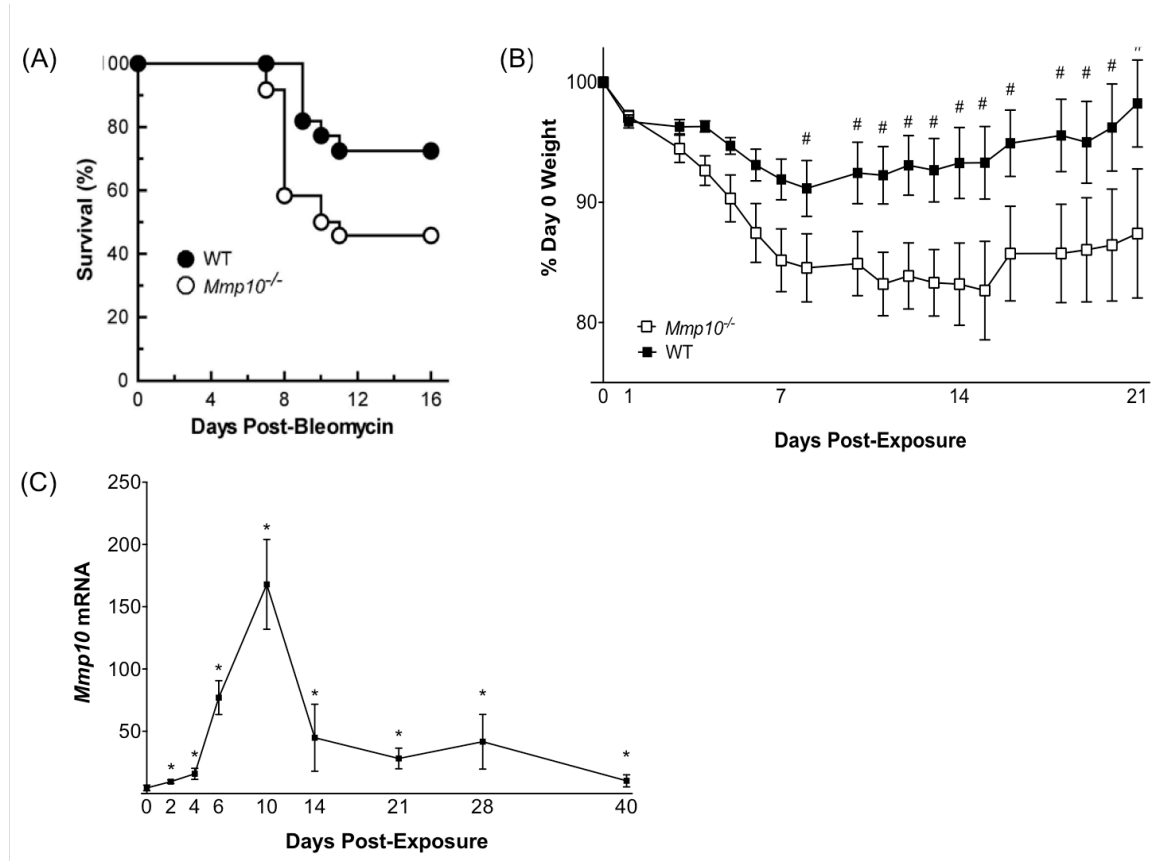 (A)
100
80
60
40
20
0
Survival (%)
WT
Mmp10-/-
0 4 8 12 16
Days Post-Bleomycin
(B)
100
90
80
% Day 0 Weight
# # # # # # # # # # #
Mmp10-/-
WT
0 1 7 14 21
Days Post-Exposure
(C)
250
200
150
100
50
Mmp10 mRNA
* * * * * * * *
0 2 4 6 10 14 21 28 40
Days Post-Exposure